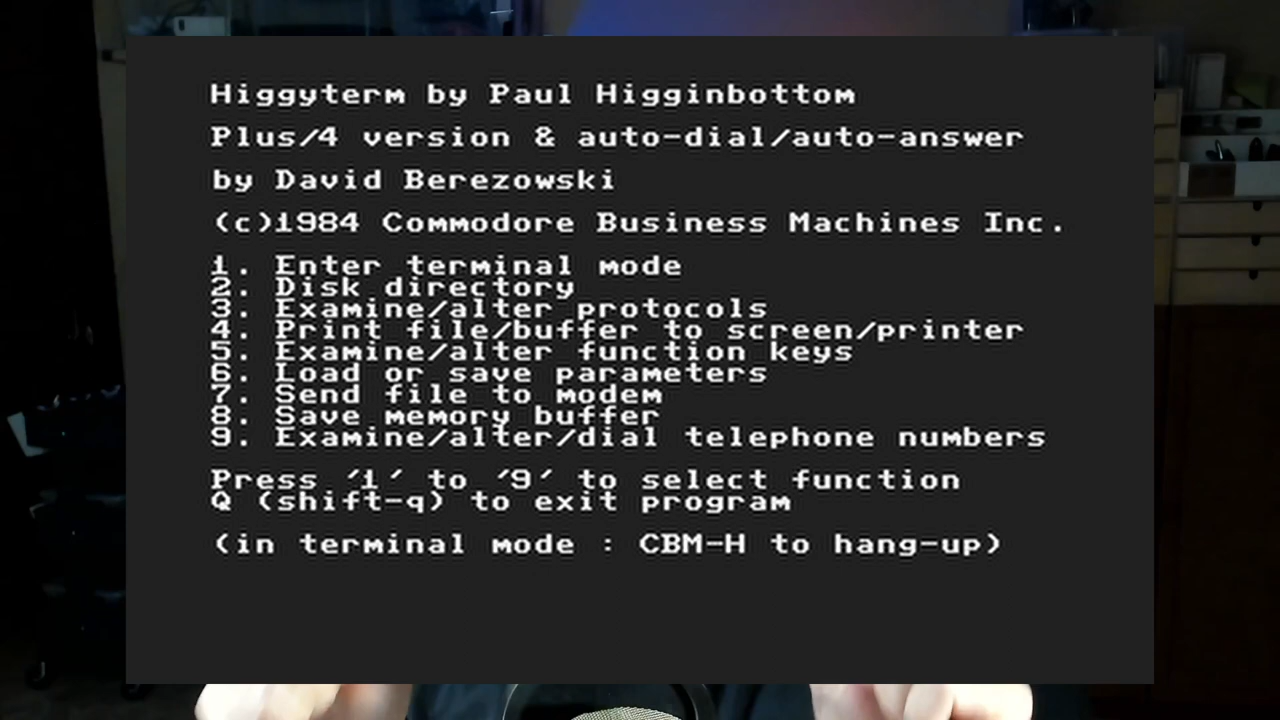 Higgyterm by Paul Higginbottom
Plus/4 version & auto-dial/auto-answer
by David Berezowski
(c)1984 Commodore Business Machines Inc.
1. Enter terminal mode
2. Disk directory
3. Examine/alter protocols
4. Print file/buffer to screen/printer
5. Examine/alter function keys
6. Load or save parameters
7. Send file to modem
8. Save memory buffer
9. Examine/alter/dial telephone numbers
Press '1' to '9' to select function
Q (shift-q) to exit program
(in terminal mode : CBM-H to hang-up)